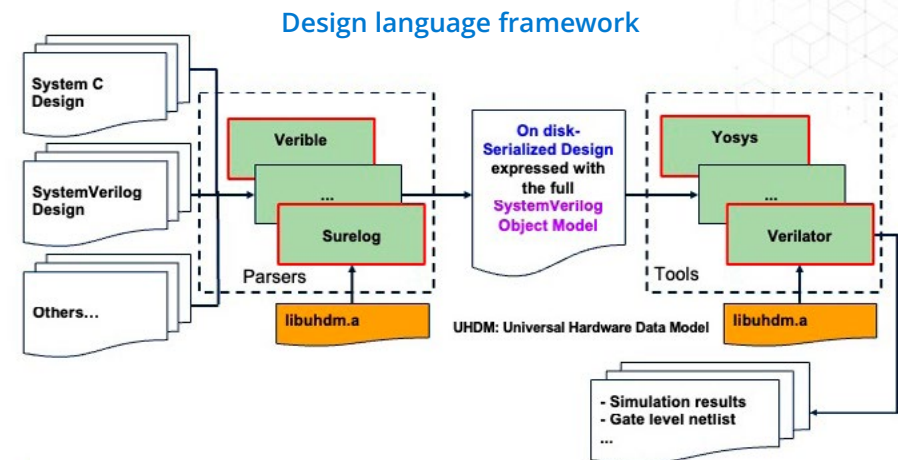 Design language framework
System C
Design
SystemVerilog
Design
Others...
Verible
...
Surelog
Parsers
libuhdm.a
On disk-
Serialized Design
expressed with
the full
SystemVerilog
Object Model
UHDM: Universal Hardware Data Model
Yosys
...
Verilator
Tools
libuhdm.a
- Simulation results
- Gate level netlist
...